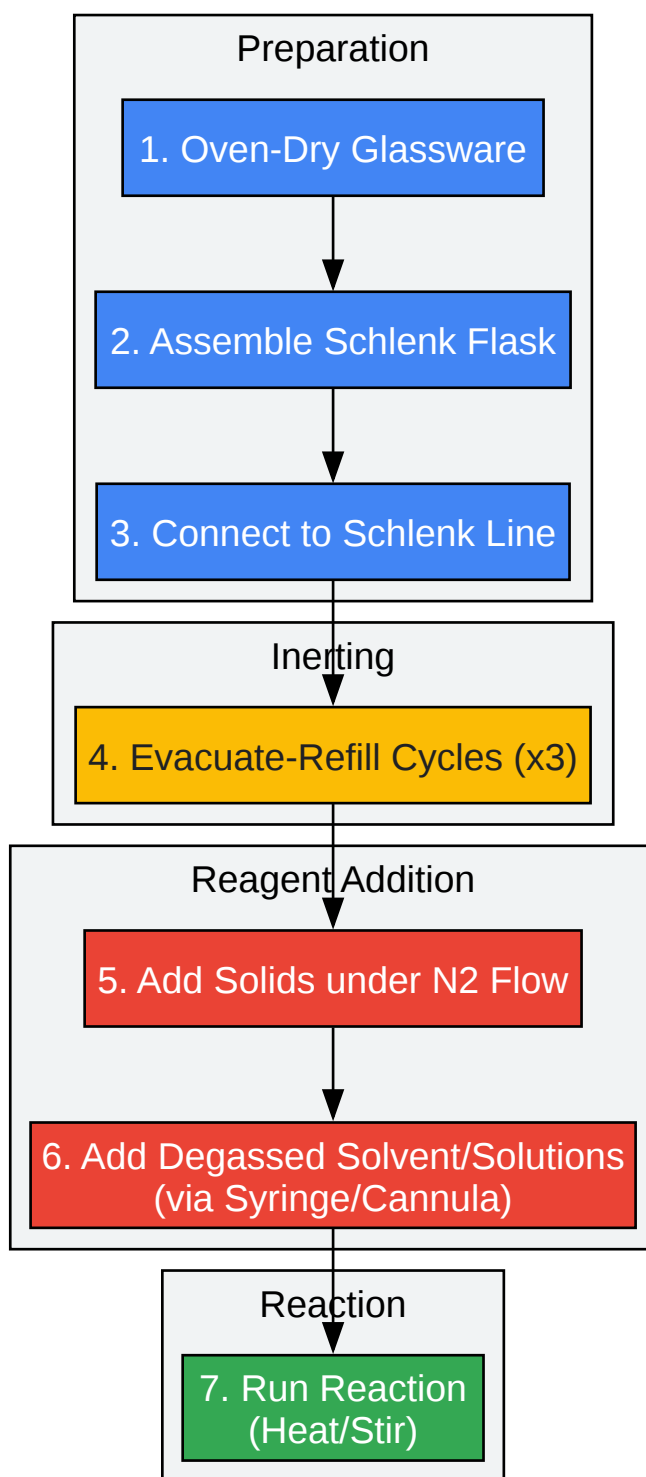 Preparation
1. Oven-Dry Glassware
2. Assemble Schlenk Flask
3. Connect to Schlenk Line
Inerting
4. Evacuate-Refill Cycles (x3)
Reagent Addition
5. Add Solids under N2 Flow
6. Add Degassed Solvent/Solutions
(via Syringe/Cannula)
Reaction
7. Run Reaction
(Heat/Stir)